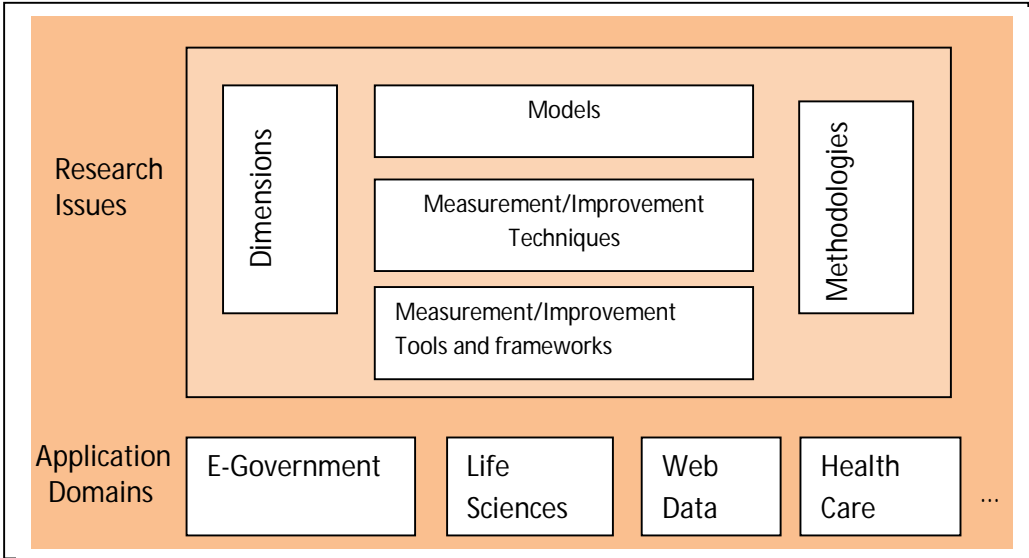 Research
Issues
Dimensions
Models
Measurement/Improvement
Techniques
Measurement/Improvement
Tools and frameworks
Methodologies
Application
Domains
E-Government
Life
Sciences
Web
Data
Health
Care
...